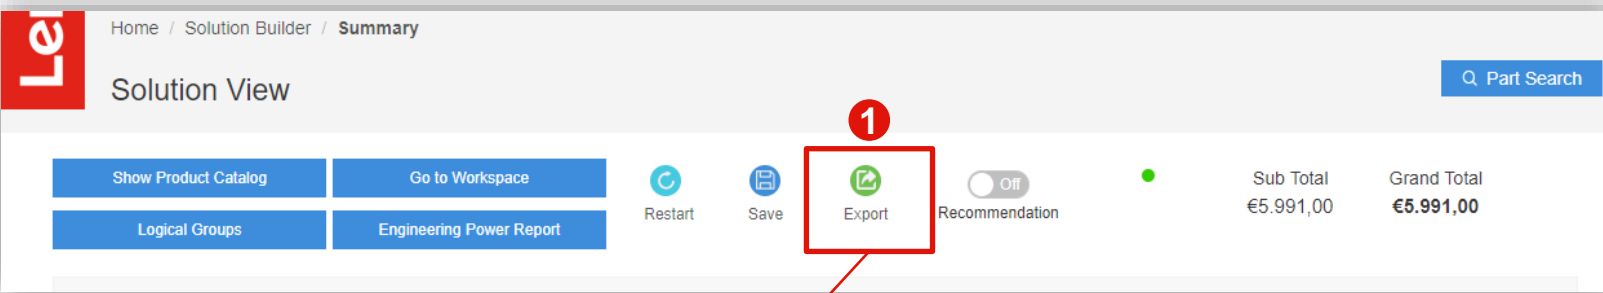 Le
Home / Solution Builder / Summary
Solution View
Part Search
1
Show Product Catalog
Go to Workspace
Logical Groups
Engineering Power Report
Restart
Save
Export
Off
Recommendation
Sub Total
€5.991,00
Grand Total
€5.991,00